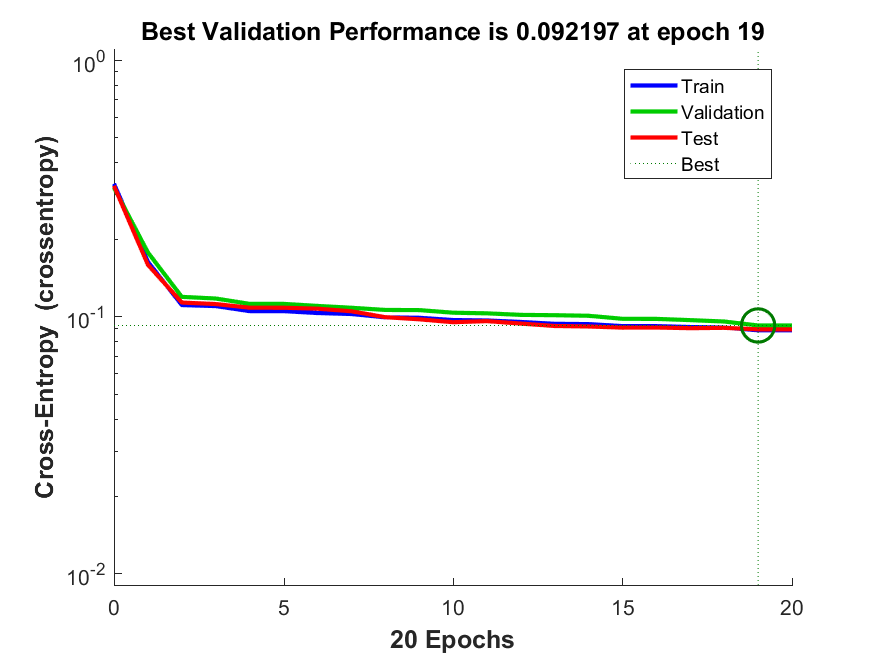 Best Validation Performance is 0.092197 at epoch 19
Cross-Entropy  (crossentropy)
10^0
10^-1
10^-2
Train
Validation
Test
Best
0 5 10 15 20
20 Epochs